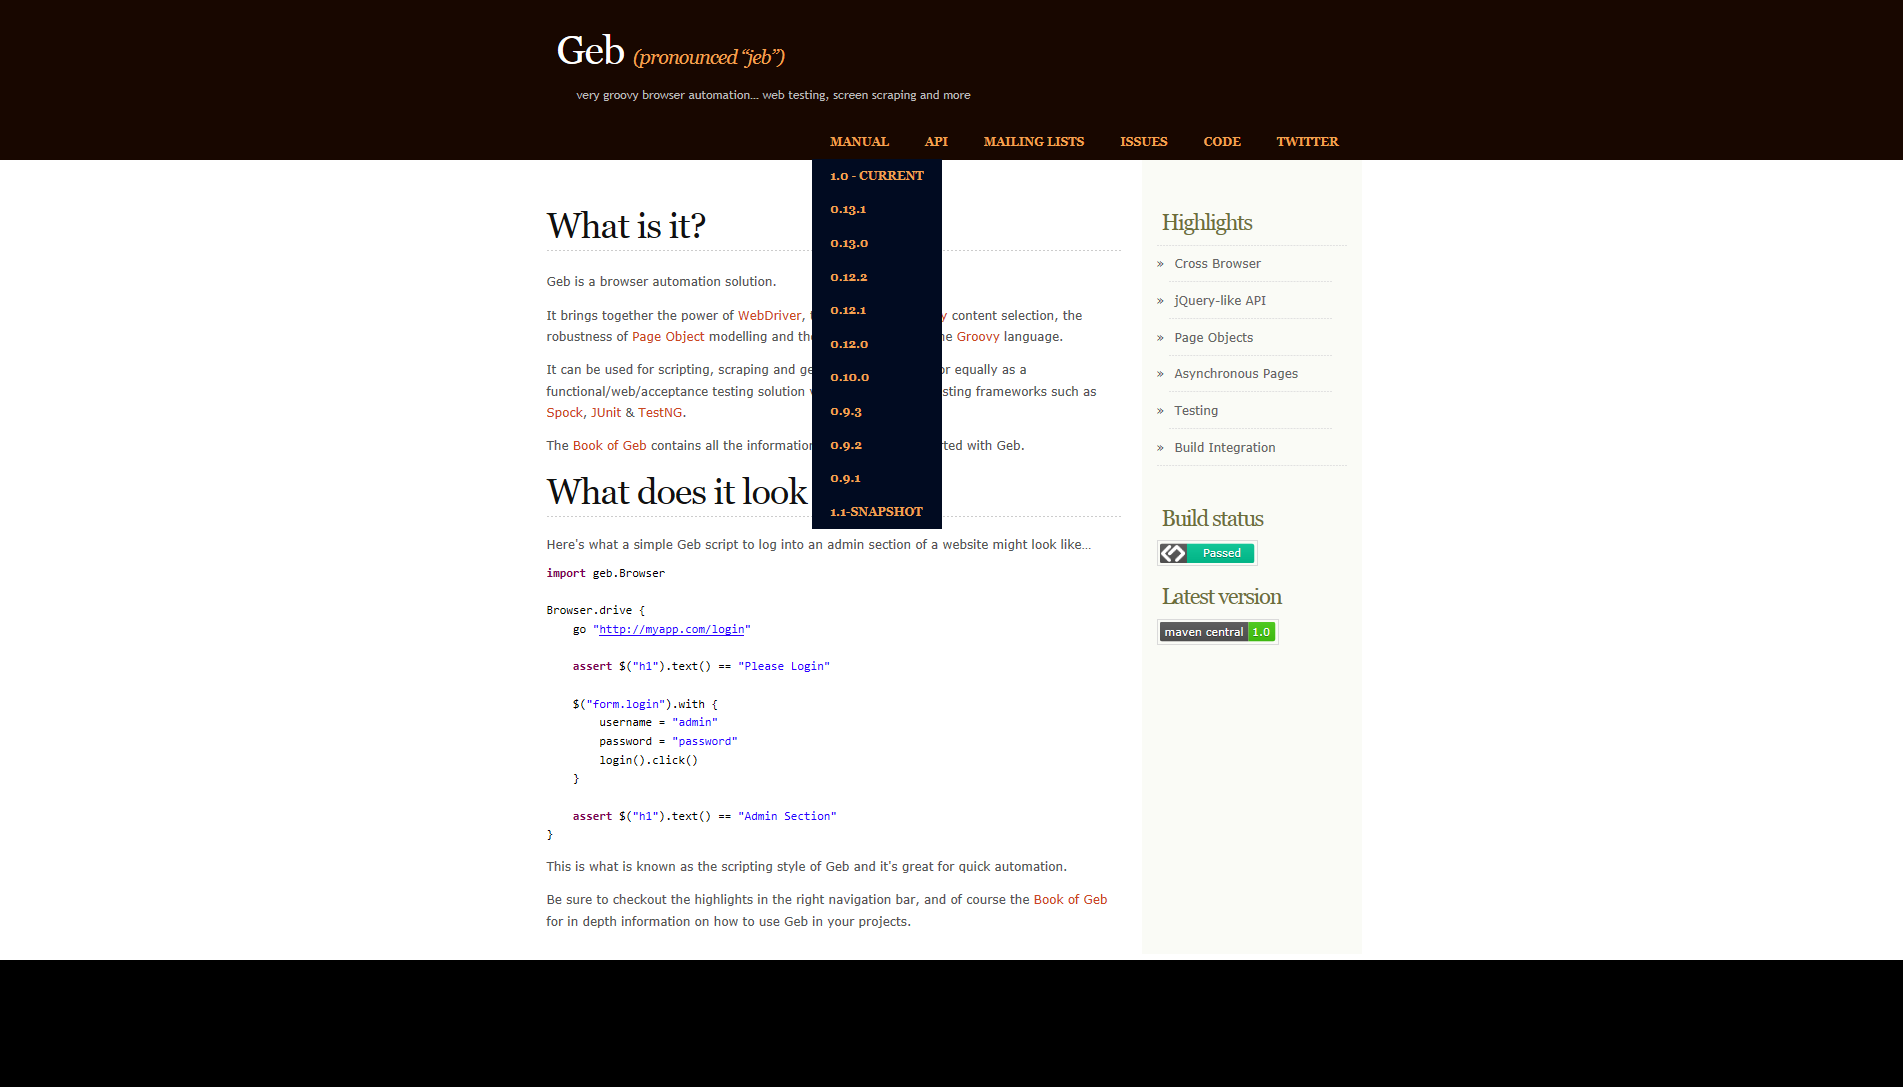 Geb (pronounced “jeb”)
very groovy browser automation... web testing, screen scraping and more
MANUAL API MAILING LISTS ISSUES CODE TWITTER
1.0 - CURRENT
0.13.1
0.13.0
0.12.2
0.12.1
0.12.0
0.10.0
0.9.3
0.9.2
0.9.1
1.1-SNAPSHOT
What is it?
Geb is a browser automation solution.
It brings together the power of WebDriver, content selection, the
robustness of Page Object modelling and Groovy language.
It can be used for scripting, scraping and equally as a
functional/web/acceptance testing solution frameworks such as
Spock, JUnit & TestNG.
The Book of Geb contains all the information with Geb.
What does it look
Here's what a simple Geb script to log into an admin section of a website might look like...
import geb.Browser
Browser.drive {
go "http://myapp.com/login"
assert $("h1").text() == "Please Login"
$("form.login").with {
username = "admin"
password = "password"
login().click()
}
assert $("h1").text() == "Admin Section"
}
This is what is known as the scripting style of Geb and it's great for quick automation.
Be sure to checkout the highlights in the right navigation bar, and of course the Book of Geb
for in depth information on how to use Geb in your projects.
Highlights
» Cross Browser
» jQuery-like API
» Page Objects
» Asynchronous Pages
» Testing
» Build Integration
Build status
Passed
Latest version
maven central 1.0